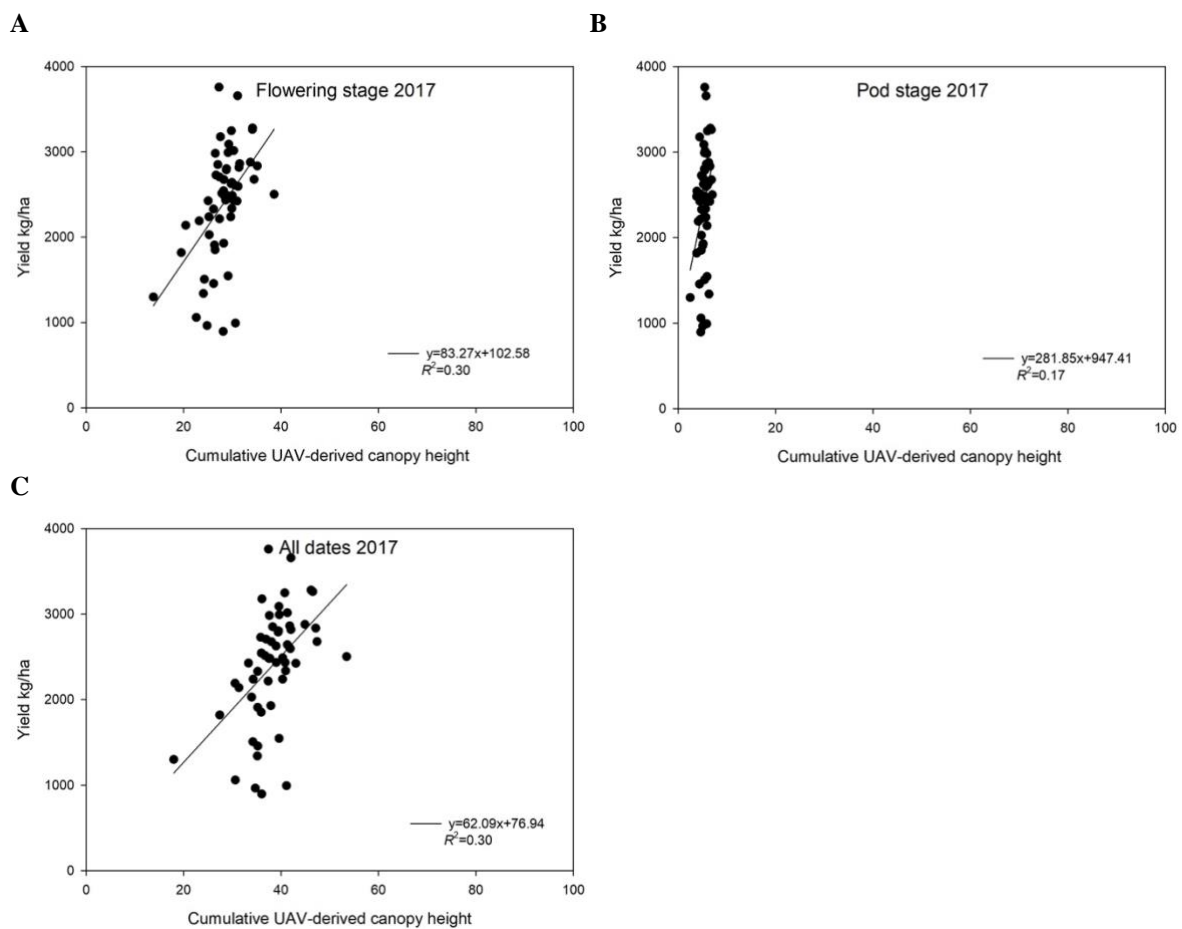 A
Flowering stage 2017
Yield kg/ha
4000
3000
2000
1000
0
y=83.27x+102.58
R²=0.30
0 20 40 60 80 100
Cumulative UAV-derived canopy height
B
Pod stage 2017
Yield kg/ha
4000
3000
2000
1000
0
y=281.85x+947.41
R²=0.17
0 20 40 60 80 100
Cumulative UAV-derived canopy height
C
All dates 2017
Yield kg/ha
4000
3000
2000
1000
0
y=62.09x+76.94
R²=0.30
0 20 40 60 80 100
Cumulative UAV-derived canopy height